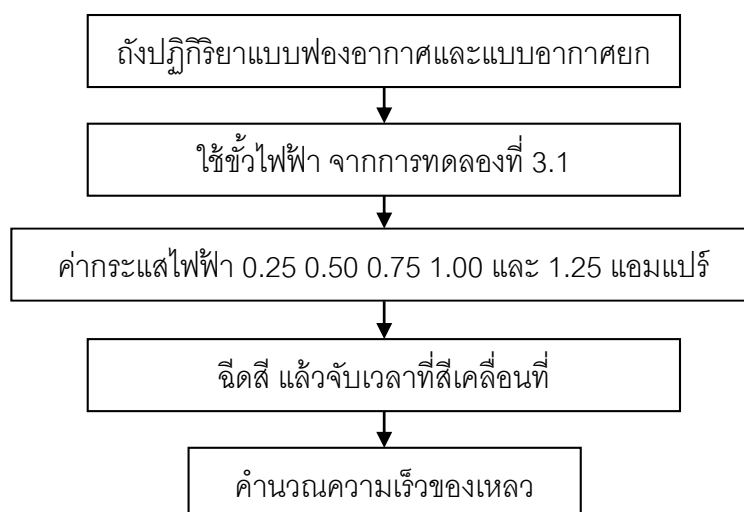 ถังปฏิกิริยาแบบฟองอากาศและแบบอากาศยก
ใช้ขั้วไฟฟ้า จากการทดลองที่ 3.1
ค่ากระแสไฟฟ้า 0.25 0.50 0.75 1.00 และ 1.25 แอมแปร์
ฉีดสี แล้วจับเวลาที่สีเคลื่อนที่
คำนวณความเร็วของเหลว